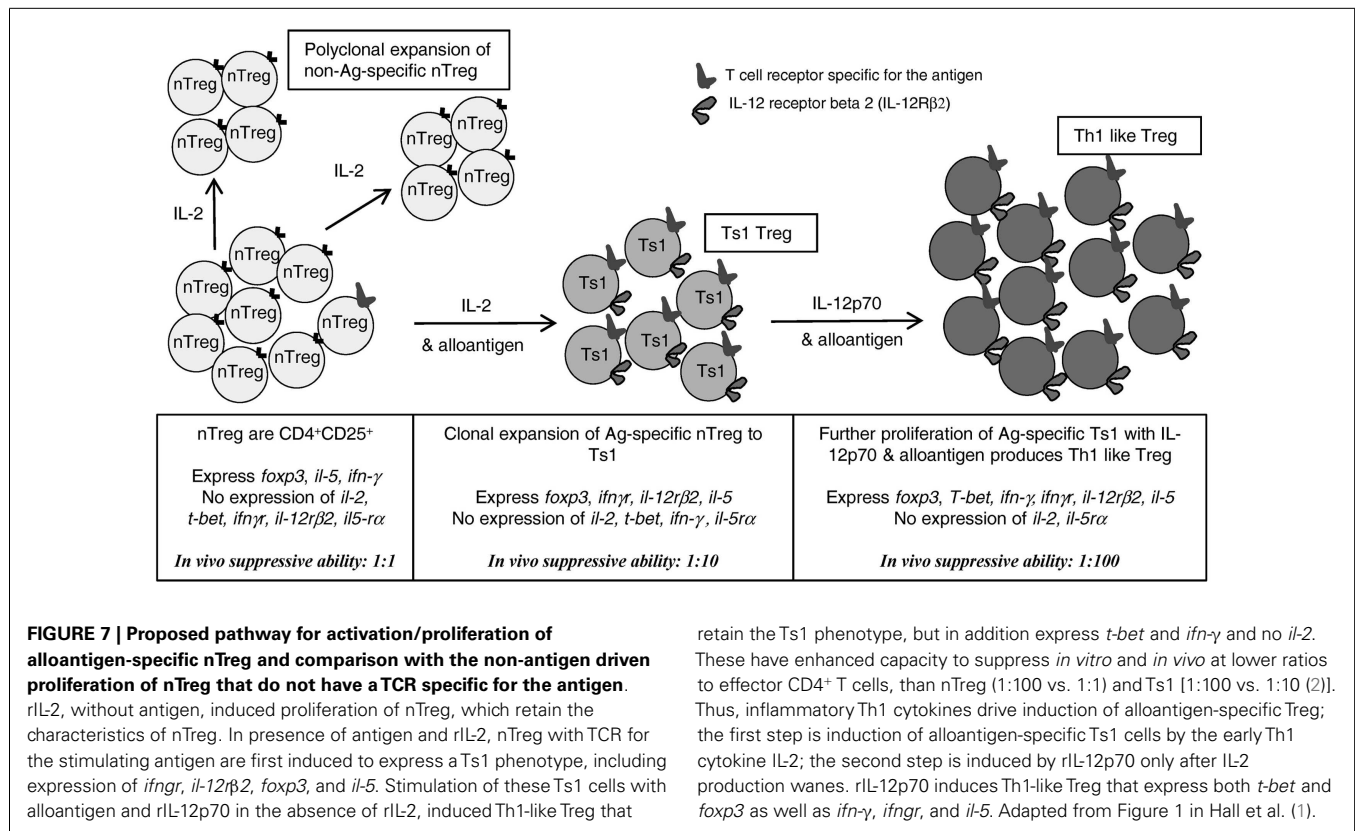 Polyclonal expansion of
non-Ag-specific nTreg
T cell receptor specific for the antigen
IL-12 receptor beta 2 (IL-12Rβ2)
Th1 like Treg
nTreg
nTreg
nTreg
nTreg
nTreg
nTreg
nTreg
nTreg
IL-2
IL-2
Ts1 Treg
nTreg
nTreg
nTreg
nTreg
nTreg
nTreg
nTreg
nTreg
Ts1
Ts1
Ts1
Ts1
Ts1
Ts1
IL-2
& alloantigen
IL-12p70
& alloantigen
nTreg are CD4⁺CD25⁺
Express foxp3, il-5, ifn-γ
No expression of il-2,
t-bet, ifnγr, il-12rβ2, il5-rα
In vivo suppressive ability: 1:1
Clonal expansion of Ag-specific nTreg to
Ts1
Express foxp3, ifnγr, il-12rβ2, il-5
No expression of il-2, t-bet, ifn-γ, il-5rα
In vivo suppressive ability: 1:10
Further proliferation of Ag-specific Ts1 with IL-
12p70 & alloantigen produces Th1 like Treg
Express foxp3, T-bet, ifn-γ, ifnγr, il-12rβ2, il-5
No expression of il-2, il-5rα
In vivo suppressive ability: 1:100
FIGURE 7 | Proposed pathway for activation/proliferation of
alloantigen-specific nTreg and comparison with the non-antigen driven
proliferation of nTreg that do not have a TCR specific for the antigen.
rIL-2, without antigen, induced proliferation of nTreg, which retain the
characteristics of nTreg. In presence of antigen and rIL-2, nTreg with TCR for
the stimulating antigen are first induced to express a Ts1 phenotype, including
expression of ifngr, il-12rβ2, foxp3, and il-5. Stimulation of these Ts1 cells with
alloantigen and rIL-12p70 in the absence of rIL-2, induced Th1-like Treg that
retain the Ts1 phenotype, but in addition express t-bet and ifn-γ and no il-2.
These have enhanced capacity to suppress in vitro and in vivo at lower ratios
to effector CD4⁺ T cells, than nTreg (1:100 vs. 1:1) and Ts1 [1:100 vs. 1:10 (2)].
Thus, inflammatory Th1 cytokines drive induction of alloantigen-specific Treg;
the first step is induction of alloantigen-specific Ts1 cells by the early Th1
cytokine IL-2; the second step is induced by rIL-12p70 only after IL-2
production wanes. rIL-12p70 induces Th1-like Treg that express both t-bet and
foxp3 as well as ifn-γ, ifngr, and il-5. Adapted from Figure 1 in Hall et al. (1).